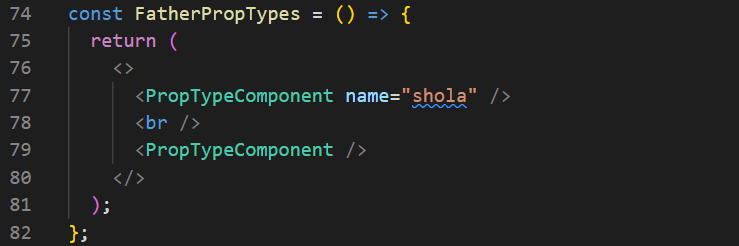 74 const FatherPropTypes = () => {
75   return (
76     <>
77       <PropTypeComponent name="shola" />
78       <br />
79       <PropTypeComponent />
80     </>
81   );
82 };